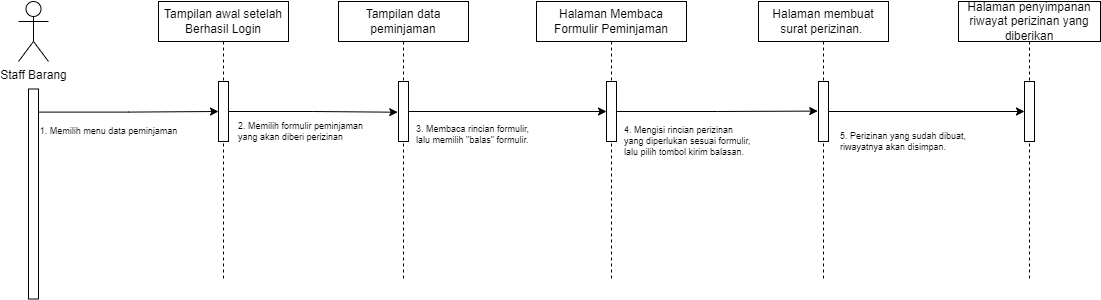 Tampilan awal setelah
Berhasil Login
Tampilan data
peminjaman
Halaman Membaca
Formulir Peminjaman
Halaman membuat
surat perizinan.
Halaman penyimpanan
riwayat perizinan yang
diberikan
Staff Barang
1. Memilih menu data peminjaman
2. Memilih formulir peminjaman
yang akan diberi perizinan
3. Membaca rincian formulir,
lalu memilih "balas" formulir.
4. Mengisi rincian perizinan
yang diperlukan sesuai formulir,
lalu pilih tombol kirim balasan.
5. Perizinan yang sudah dibuat,
riwayatnya akan disimpan.